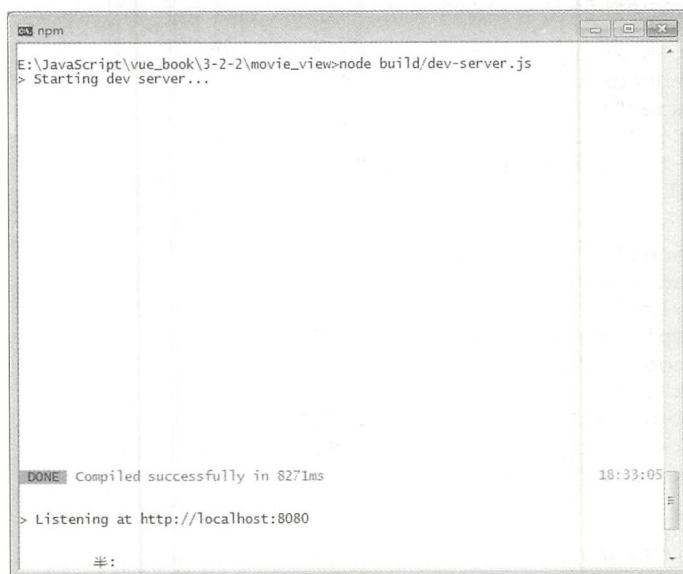 npm
E:\JavaScript\vue_book\3-2-2\movie_view>node build/dev-server.js
> Starting dev server...
DONE Compiled successfully in 8271ms 18:33:05
> Listening at http://localhost:8080
半: